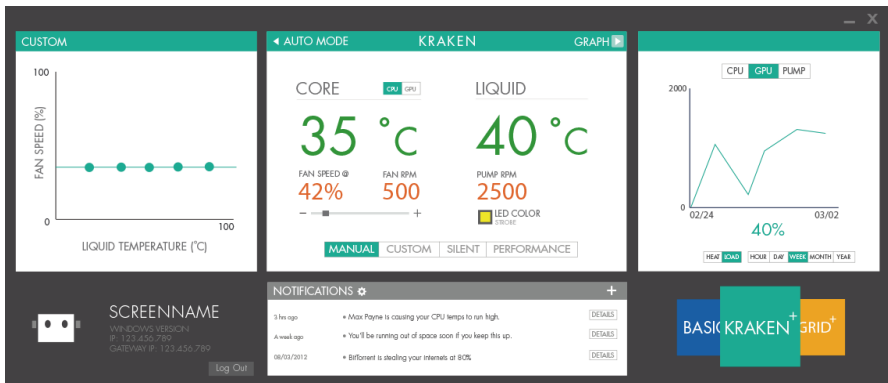 CUSTOM
100
FAN SPEED (%)
0
100
LIQUID TEMPERATURE (°C)
AUTO MODE KRAKEN GRAPH
CORE CPU GPU LIQUID
35 °C 40 °C
FAN SPEED @ FAN RPM PUMP RPM
42% 500 2500
− + LED COLOR
STROBE
MANUAL CUSTOM SILENT PERFORMANCE
CPU GPU PUMP
2000
0
02/24 03/02
40%
HEAT LOAD HOUR DAY WEEK MONTH YEAR
SCREENNAME
WINDOWS VERSION
IP: 123.456.789
GATEWAY IP: 123.456.789
Log Out
NOTIFICATIONS +
3 hrs ago • Max Payne is causing your CPU temps to run high. DETAILS
A week ago • You'll be running out of space soon if you keep this up. DETAILS
08/03/2012 • BitTorrent is stealing your internets at 80% DETAILS
BASIC KRAKEN+ GRID+